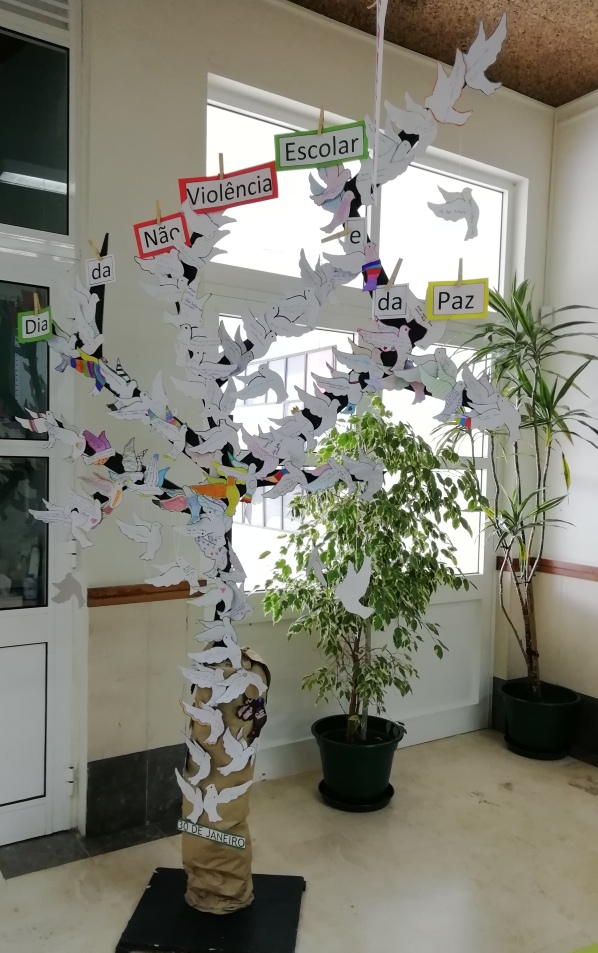 Dia
da
Não
Violência
Escolar
e
da
Paz
30 DE JANEIRO